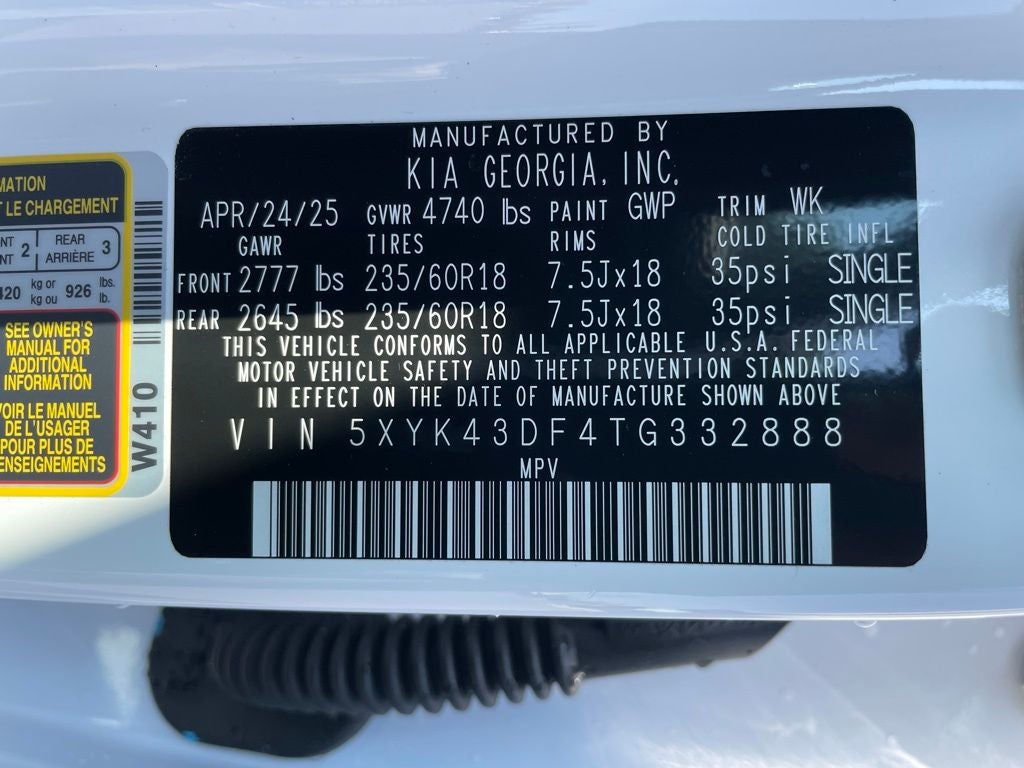 MATION
T LE CHARGEMENT
NT 2 REAR 3
NT ARRIÈRE
420 kg or 926 lbs.
kg ou lb.
SEE OWNER'S
MANUAL FOR
ADDITIONAL
INFORMATION
VOIR LE MANUEL
DE L'USAGER
POUR PLUS DE
ENSEIGNEMENTS
W410
MANUFACTURED BY
KIA GEORGIA, INC.
APR/24/25 GVWR 4740 lbs PAINT GWP TRIM WK
GAWR TIRES RIMS COLD TIRE INFL
FRONT 2777 lbs 235/60R18 7.5Jx18 35psi SINGLE
REAR 2645 lbs 235/60R18 7.5Jx18 35psi SINGLE
THIS VEHICLE CONFORMS TO ALL APPLICABLE U.S.A. FEDERAL
MOTOR VEHICLE SAFETY AND THEFT PREVENTION STANDARDS
IN EFFECT ON THE DATE OF MANUFACTURE SHOWN ABOVE
VIN 5XYK43DF4TG332888
MPV